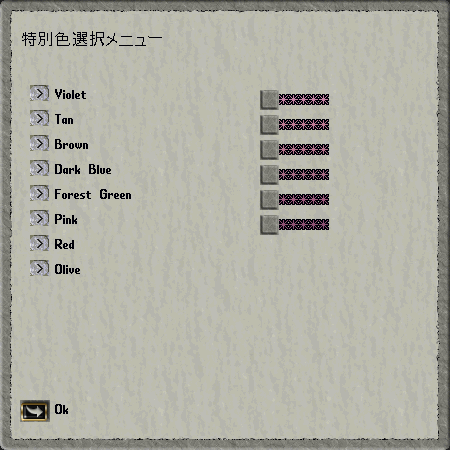 特別色選択メニュー
Violet
Tan
Brown
Dark Blue
Forest Green
Pink
Red
Olive
Ok